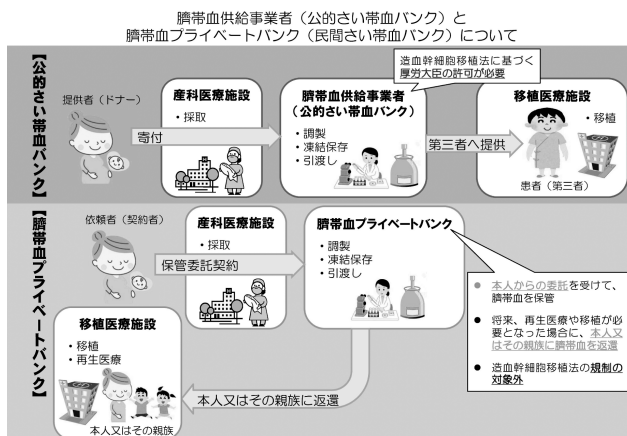 臍帯血供給事業者（公的さい帯血バンク）と
臍帯血プライベートバンク（民間さい帯血バンク）について
【公的さい帯血バンク】
提供者（ドナー）
寄付
産科医療施設
・採取
臍帯血供給事業者
（公的さい帯血バンク）
・調製
・凍結保存
・引渡し
造血幹細胞移植法に基づく
厚労大臣の許可が必要
第三者へ提供
移植医療施設
・移植
患者（第三者）
【臍帯血プライベートバンク】
依頼者（契約者）
保管委託契約
産科医療施設
・採取
臍帯血プライベートバンク
・調製
・凍結保存
・引渡し
● 本人からの委託を受けて、
臍帯血を保管
● 将来、再生医療や移植が必
要となった場合に、本人又
はその親族に臍帯血を返還
● 造血幹細胞移植法の規制の
対象外
移植医療施設
・移植
・再生医療
本人又はその親族
本人又はその親族に返還